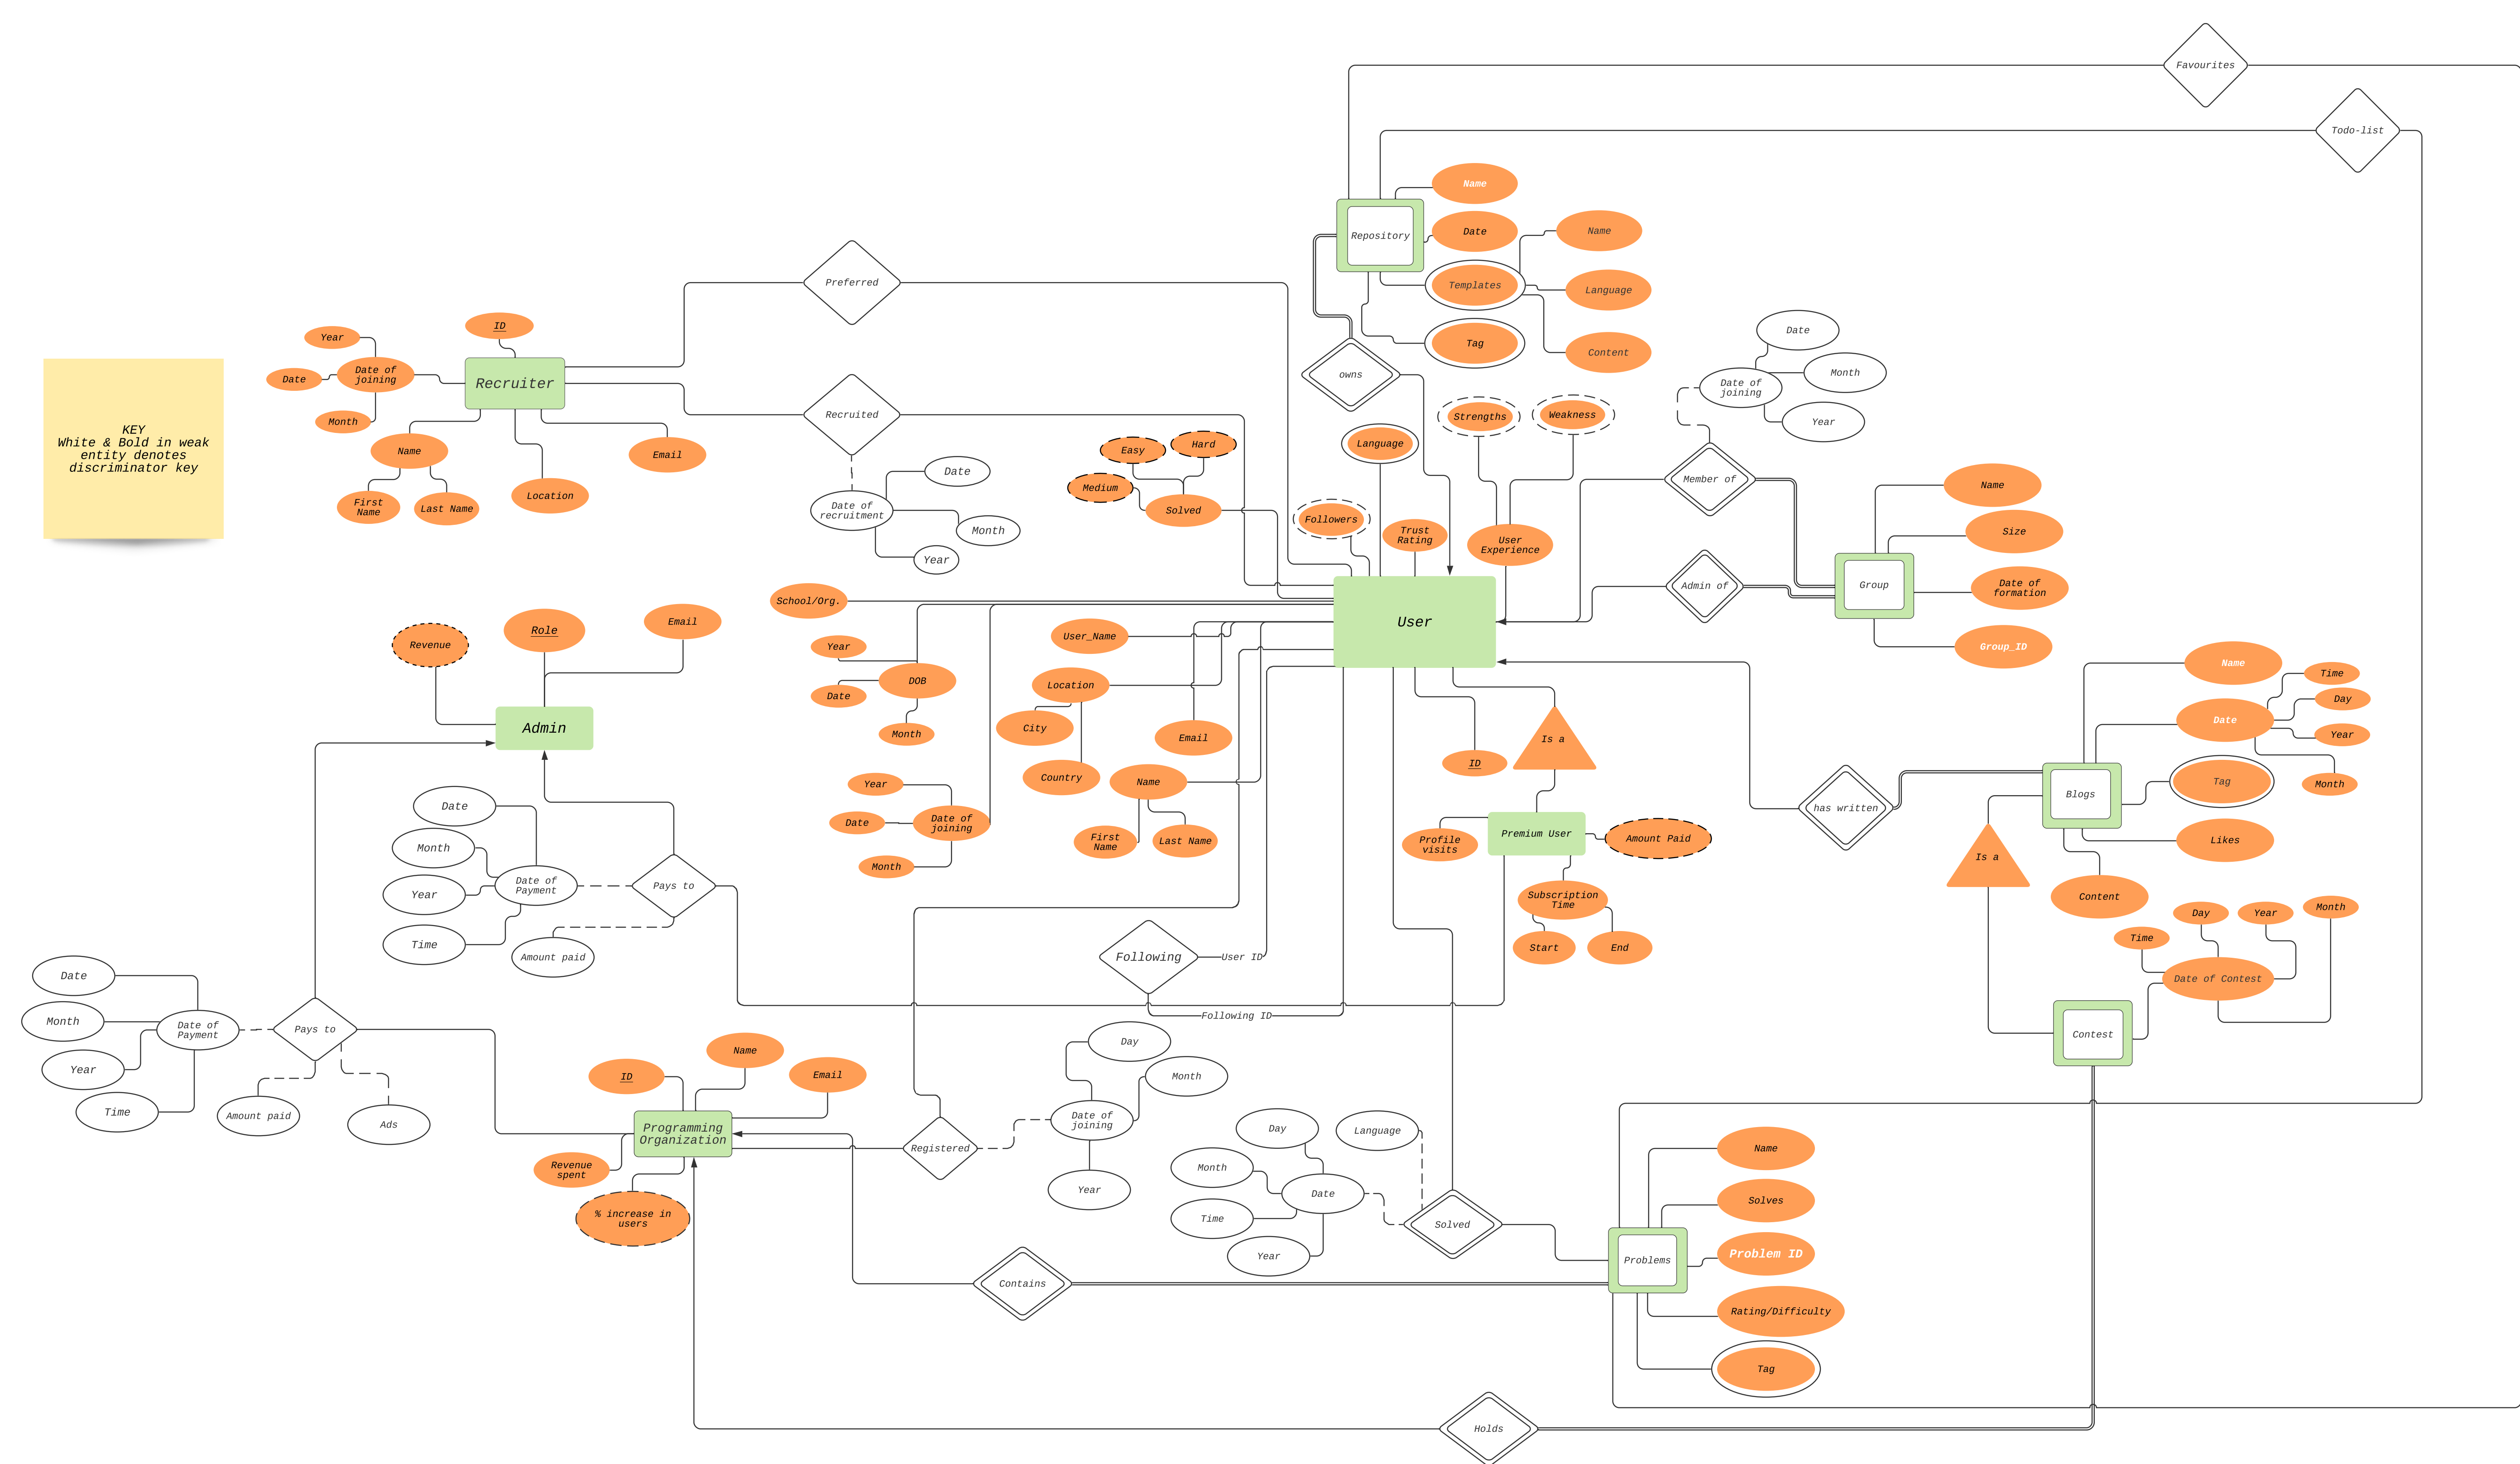 Favourites
Todo-list
Name
Repository
Date
Name
Templates
Language
Tag
Content
owns
Preferred
ID
Year
Date
Date of
joining
Month
Recruiter
Name
First
Name
Last Name
Location
Email
KEY
White & Bold in weak
entity denotes
discriminator key
Recruited
Date of
recruitment
Date
Month
Year
Easy
Hard
Medium
Solved
Language
Strengths
Weakness
Followers
Trust
Rating
User
Experience
Date
Date of
joining
Month
Year
Member of
Admin of
Group
Name
Size
Date of
formation
Group_ID
User
School/Org.
Year
DOB
Date
Month
User_Name
Location
City
Country
Email
Name
First
Name
Last Name
Year
Date
Date of
joining
Month
ID
Is a
Premium User
Profile
visits
Amount Paid
Subscription
Time
Start
End
Revenue
Role
Email
Admin
Date
Month
Year
Time
Date of
Payment
Pays to
Amount paid
Date
Month
Year
Time
Date of
Payment
Pays to
Amount paid
Ads
has written
Blogs
Name
Date
Time
Day
Year
Month
Tag
Likes
Content
Is a
Day
Year
Month
Time
Date of Contest
Contest
Following
User ID
Following ID
ID
Name
Email
Programming
Organization
Revenue
spent
% increase in
users
Registered
Day
Month
Date of
joining
Year
Day
Language
Month
Date
Time
Year
Solved
Contains
Problems
Name
Solves
Problem ID
Rating/Difficulty
Tag
Holds